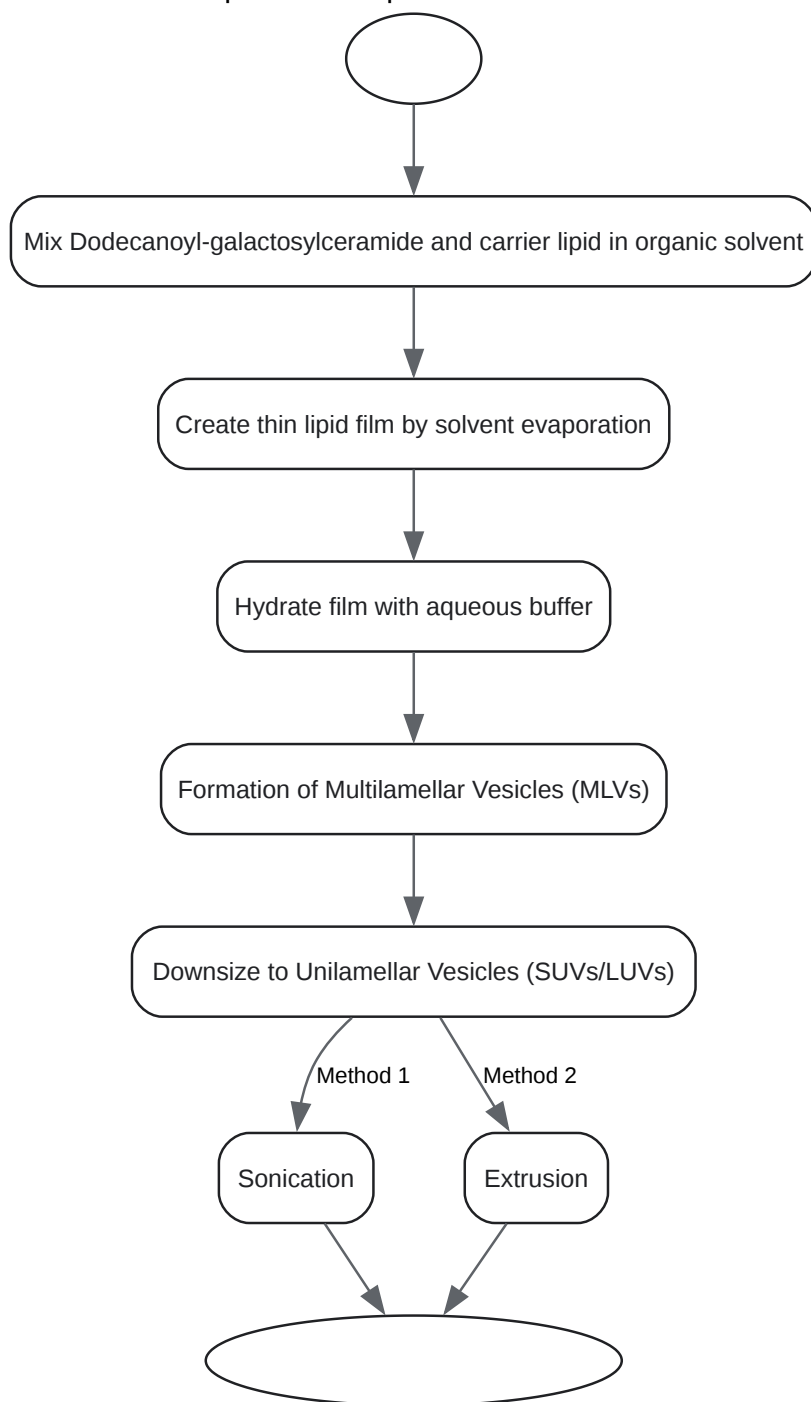 Mix Dodecanoyl-galactosylceramide and carrier lipid in organic solvent
Create thin lipid film by solvent evaporation
Hydrate film with aqueous buffer
Formation of Multilamellar Vesicles (MLVs)
Downsize to Unilamellar Vesicles (SUVs/LUVs)
Method 1
Method 2
Sonication
Extrusion